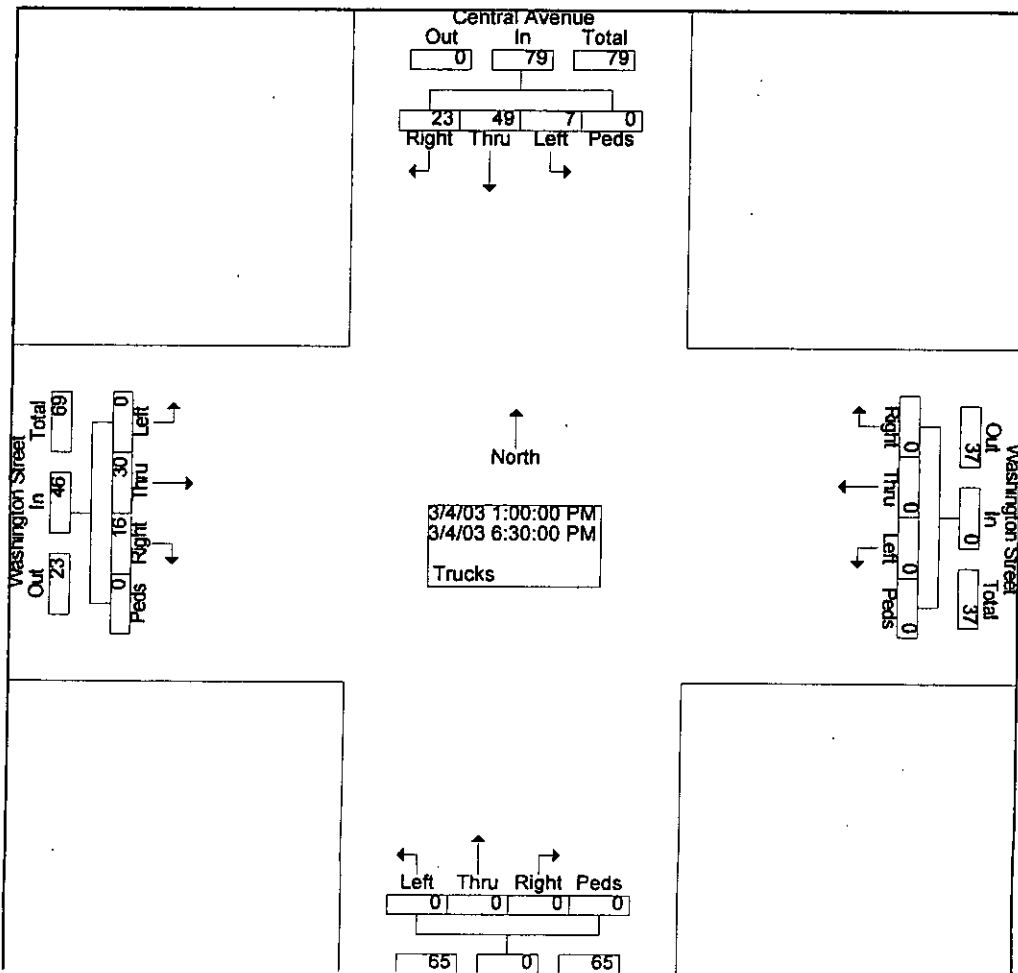 Central Avenue
Out In Total
0 79 79
23 49 7 0
Right Thru Left Peds
Washington Street
Total In Out
69 46 23
0 30 16 0
Left Thru Right Peds
North
3/4/03 1:00:00 PM
3/4/03 6:30:00 PM
Trucks
Right Thru Left Peds
0 0 0 0
Out In Total
37 0 37
Washington Street
Left Thru Right Peds
0 0 0 0
65 0 65